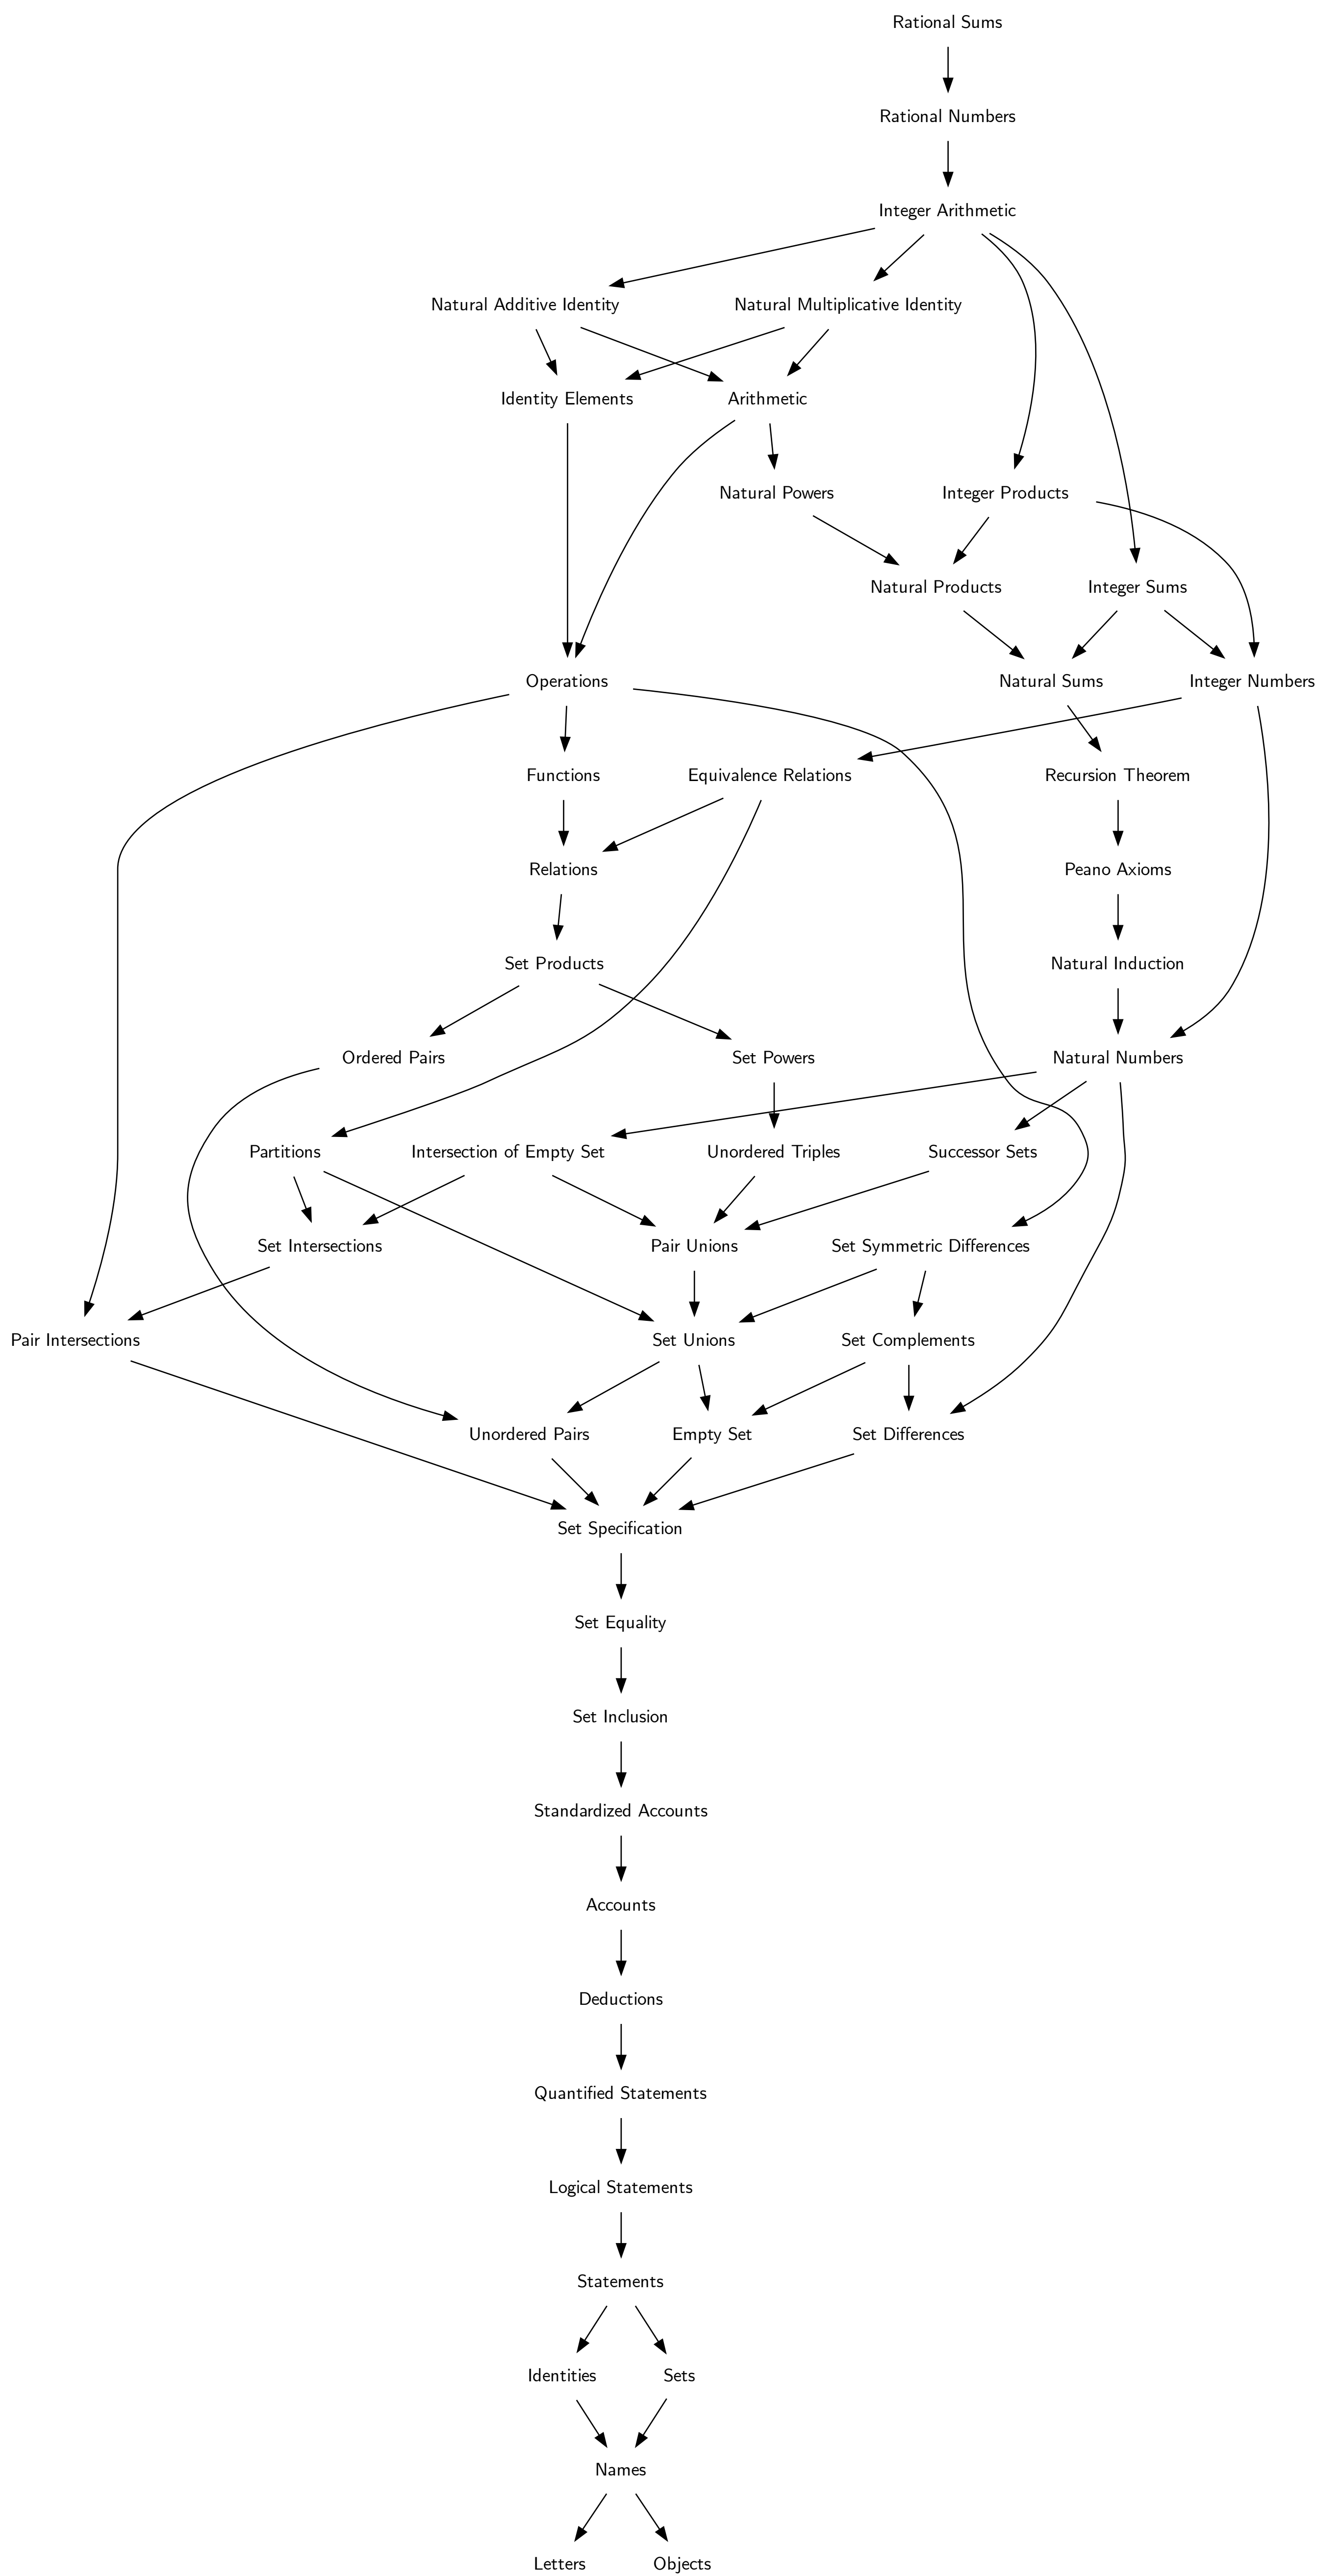 Rational Sums
Rational Numbers
Integer Arithmetic
Natural Additive Identity
Natural Multiplicative Identity
Identity Elements
Arithmetic
Natural Powers
Integer Products
Natural Products
Integer Sums
Operations
Natural Sums
Integer Numbers
Functions
Equivalence Relations
Recursion Theorem
Relations
Peano Axioms
Set Products
Natural Induction
Ordered Pairs
Set Powers
Natural Numbers
Partitions
Intersection of Empty Set
Unordered Triples
Successor Sets
Set Intersections
Pair Unions
Set Symmetric Differences
Pair Intersections
Set Unions
Set Complements
Unordered Pairs
Empty Set
Set Differences
Set Specification
Set Equality
Set Inclusion
Standardized Accounts
Accounts
Deductions
Quantified Statements
Logical Statements
Statements
Identities
Sets
Names
Letters
Objects